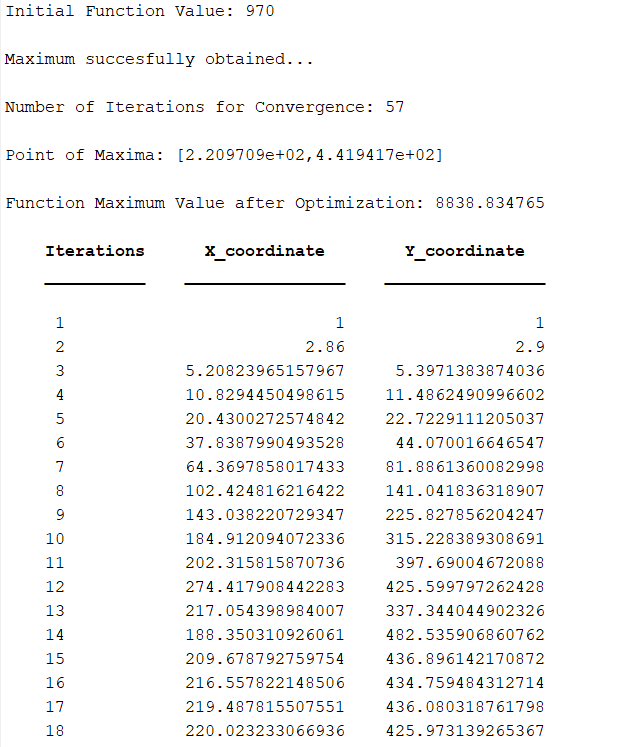 Initial Function Value: 970
Maximum succesfully obtained...
Number of Iterations for Convergence: 57
Point of Maxima: [2.209709e+02,4.419417e+02]
Function Maximum Value after Optimization: 8838.834765
Iterations X_coordinate Y_coordinate
1 1 1
2 2.86 2.9
3 5.20823965157967 5.3971383874036
4 10.8294450498615 11.4862490996602
5 20.4300272574842 22.7229111205037
6 37.8387990493528 44.070016646547
7 64.3697858017433 81.8861360082998
8 102.424816216422 141.041836318907
9 143.038220729347 225.827856204247
10 184.912094072336 315.228389308691
11 202.315815870736 397.69004672088
12 274.417908442283 425.599797262428
13 217.054398984007 337.344044902326
14 188.350310926061 482.535906860762
15 209.678792759754 436.896142170872
16 216.557822148506 434.759484312714
17 219.487815507551 436.080318761798
18 220.023233066936 425.973139265367